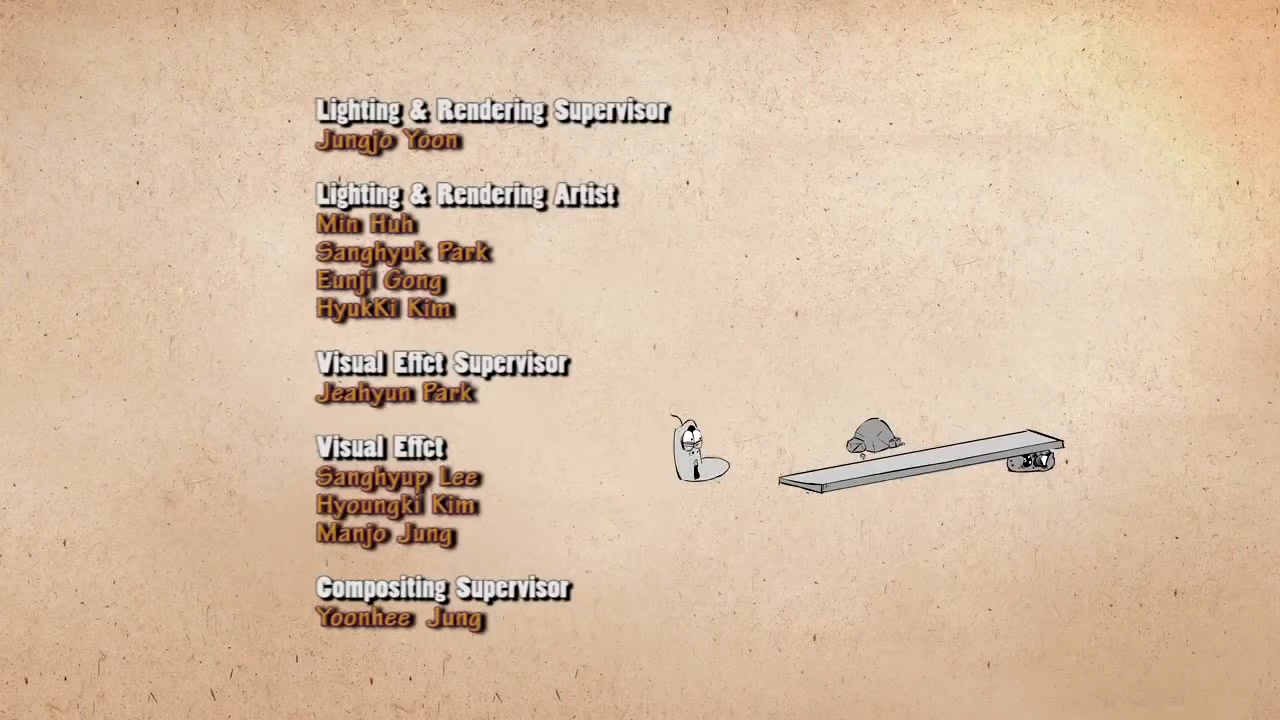 Lighting & Rendering Supervisor
Jungjo Yoon
Lighting & Rendering Artist
Min Huh
Sanghyuk Park
Eunji Gong
HyukKi Kim
Visual Effct Supervisor
Jeahyun Park
Visual Effct
Sanghyup Lee
Hyoungki Kim
Manjo Jung
Compositing Supervisor
Yoonhee Jung